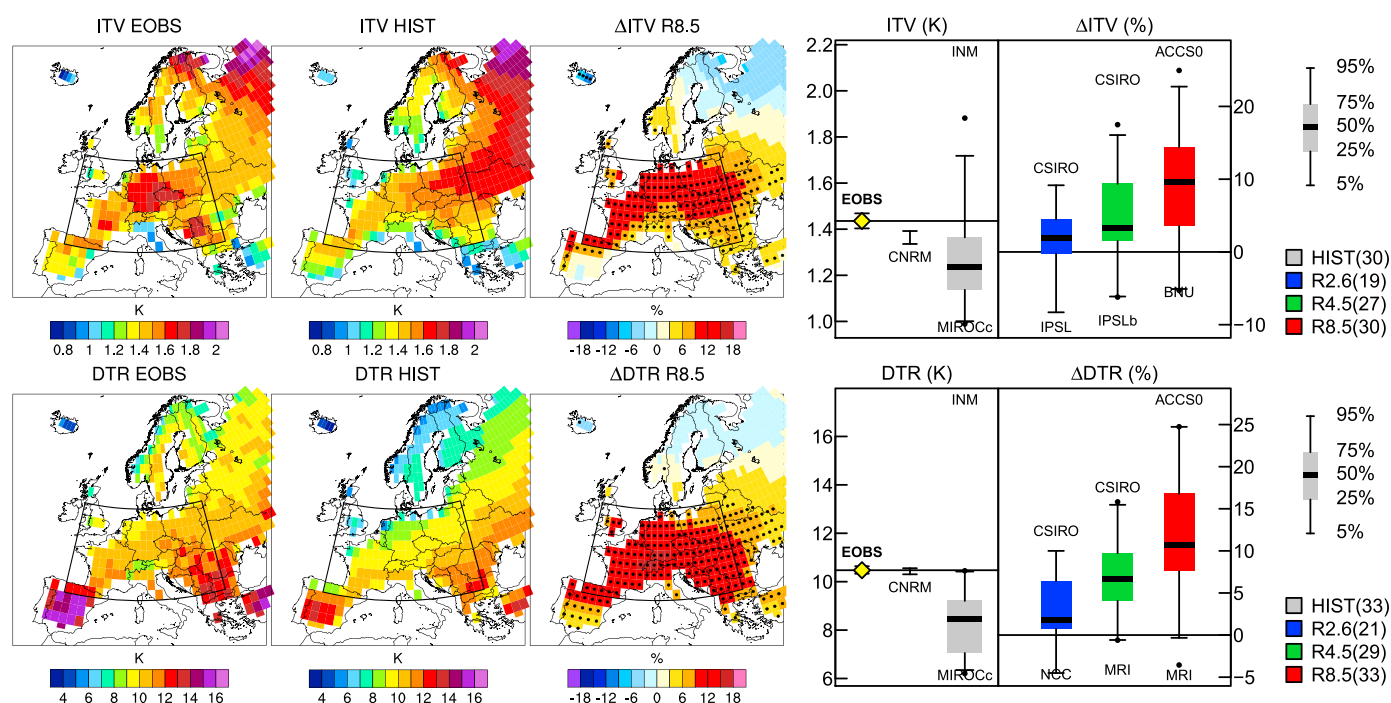 ITV EOBS ITV HIST ΔITV R8.5 ITV (K) ΔITV (%)
2.2
2.0
1.8
1.6
1.4
1.2
1.0
INM
EOBS
CNRM
MIROCc
ACCS0
CSIRO
CSIRO
IPSL
IPSLb
BNU
20
10
0
−10
95%
75%
50%
25%
5%
HIST(30)
R2.6(19)
R4.5(27)
R8.5(30)
K K %
0.8 1 1.2 1.4 1.6 1.8 2 0.8 1 1.2 1.4 1.6 1.8 2 -18 -12 -6 0 6 12 18
DTR EOBS DTR HIST ΔDTR R8.5 DTR (K) ΔDTR (%)
16
14
12
10
8
6
INM
EOBS
CNRM
MIROCc
ACCS0
CSIRO
CSIRO
NCC
MRI
MRI
25
20
15
10
5
0
−5
95%
75%
50%
25%
5%
HIST(33)
R2.6(21)
R4.5(29)
R8.5(33)
K K %
4 6 8 10 12 14 16 4 6 8 10 12 14 16 -18 -12 -6 0 6 12 18